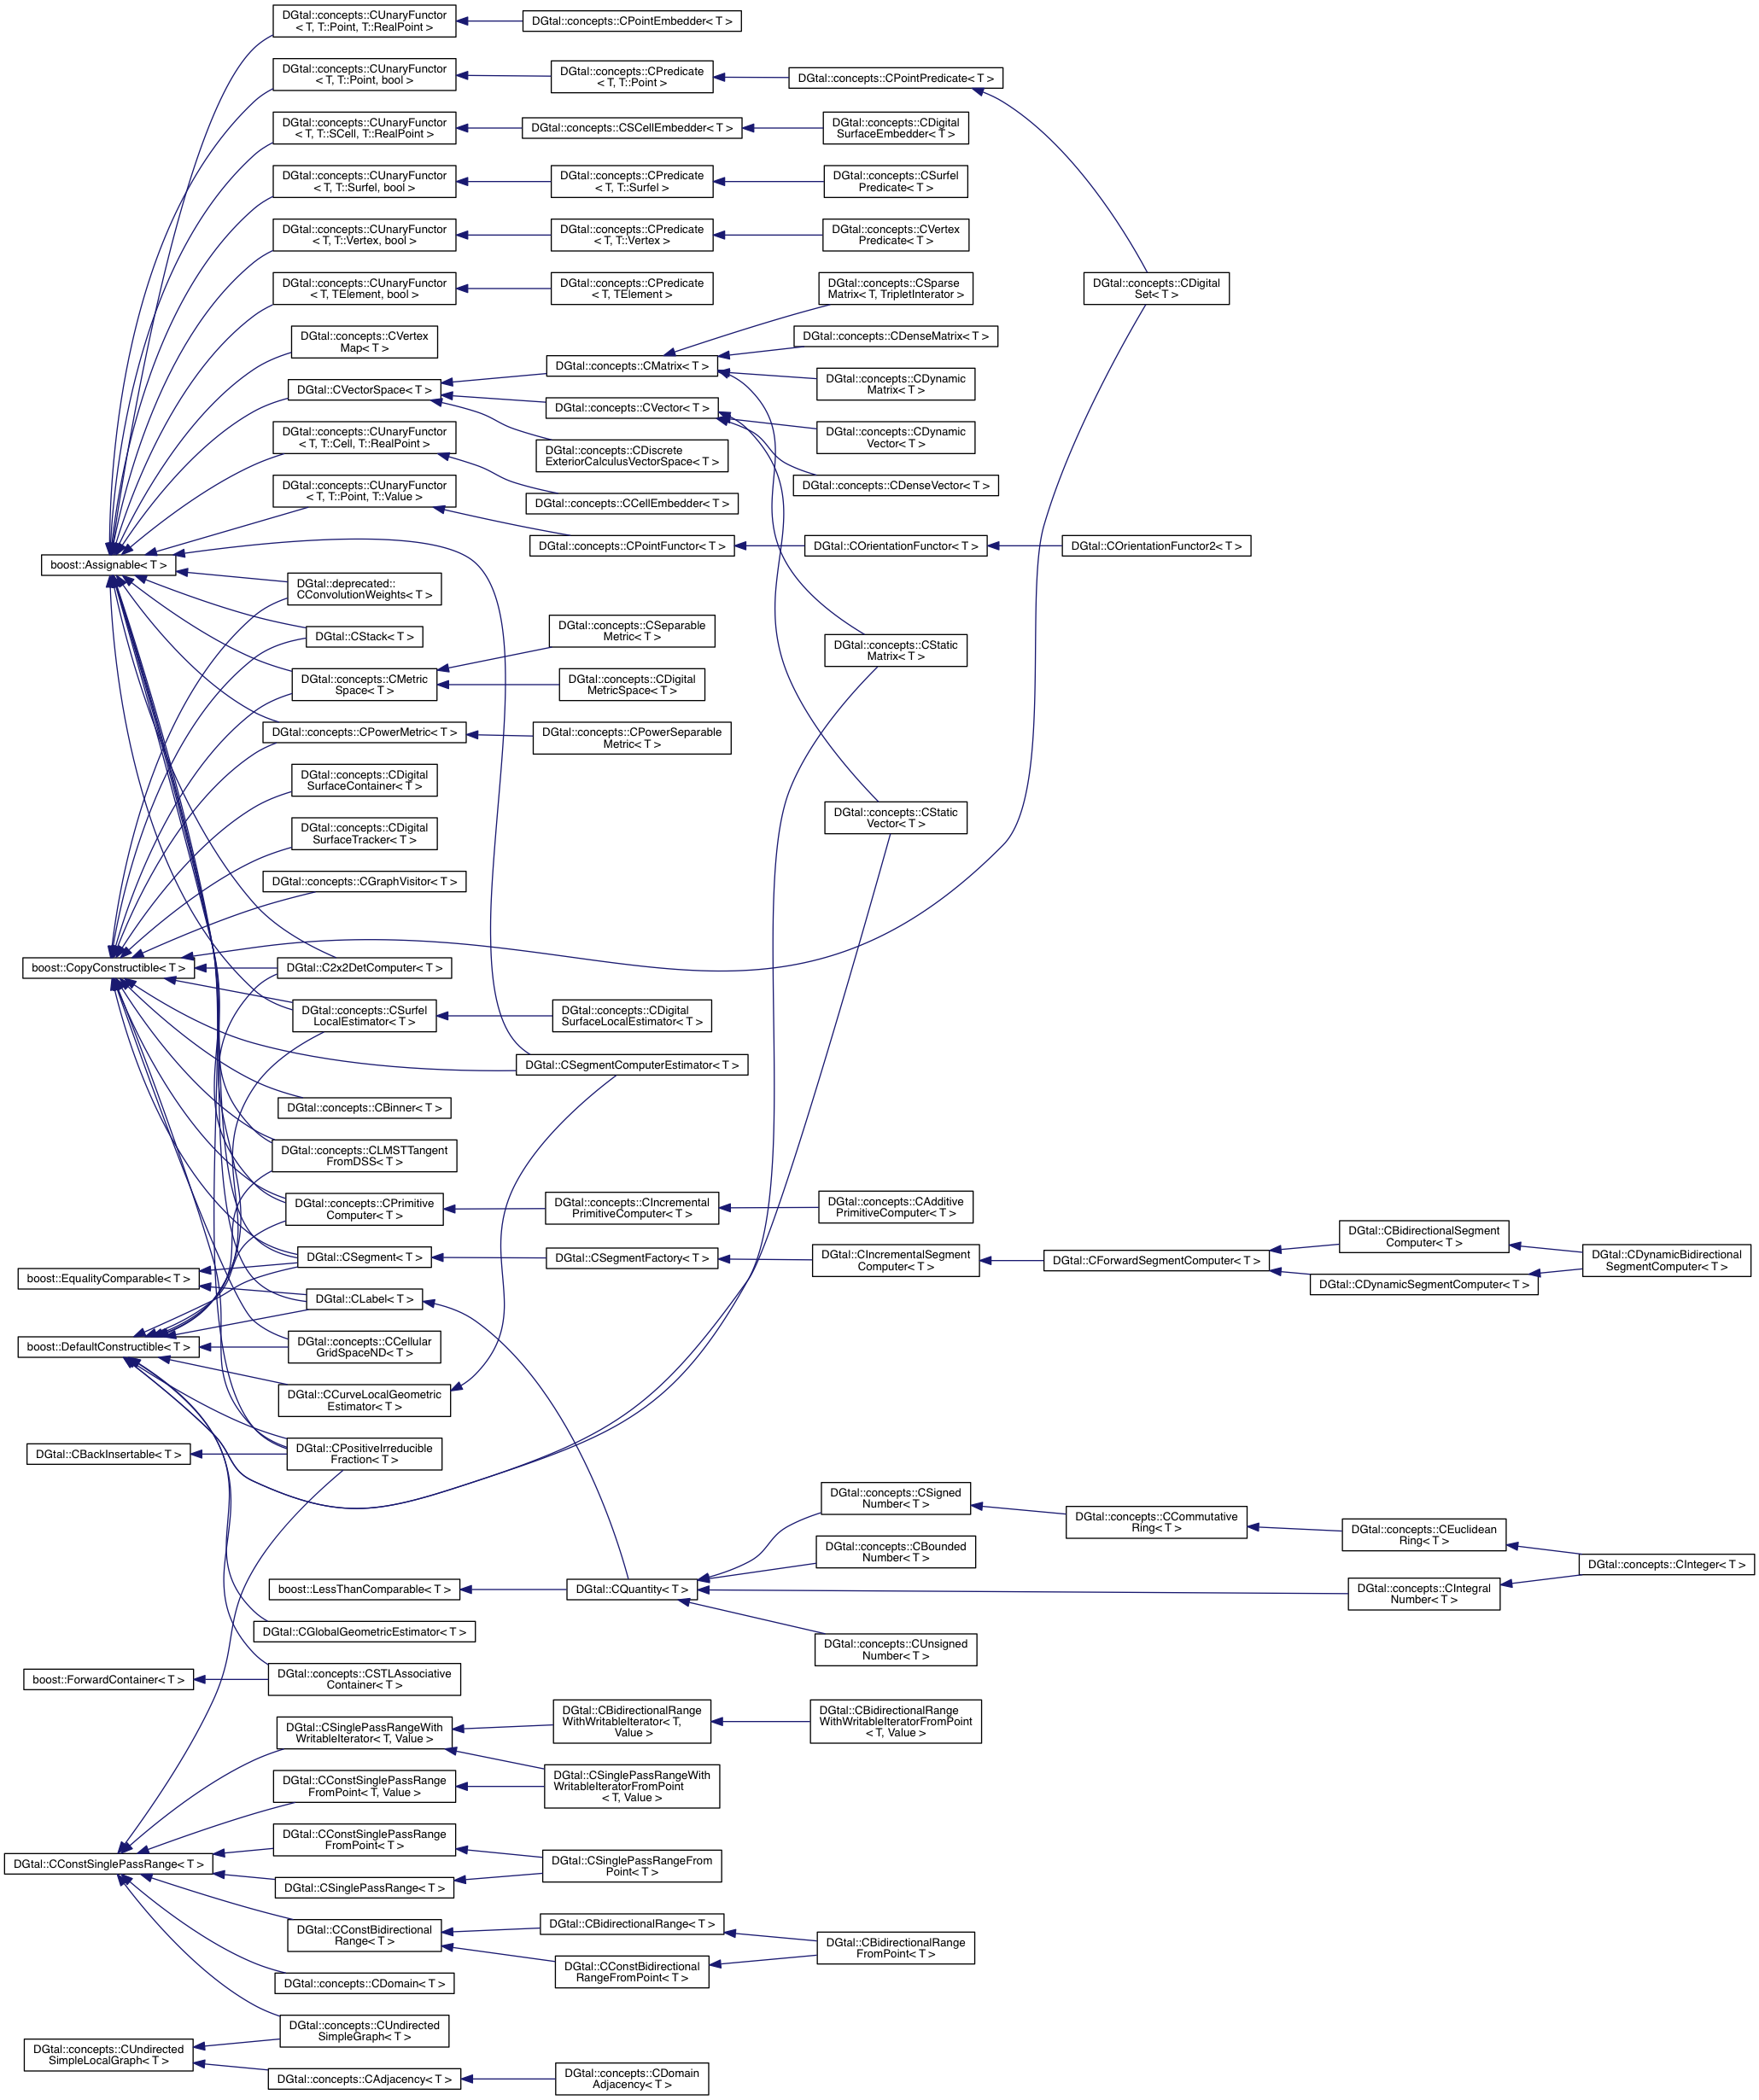 DGtal::concepts::CUnaryFunctor
< T, T::Point, T::RealPoint >
DGtal::concepts::CPointEmbedder< T >
DGtal::concepts::CUnaryFunctor
< T, T::Point, bool >
DGtal::concepts::CPredicate
< T, T::Point >
DGtal::concepts::CPointPredicate< T >
DGtal::concepts::CUnaryFunctor
< T, T::SCell, T::RealPoint >
DGtal::concepts::CSCellEmbedder< T >
DGtal::concepts::CDigital
SurfaceEmbedder< T >
DGtal::concepts::CUnaryFunctor
< T, T::Surfel, bool >
DGtal::concepts::CPredicate
< T, T::Surfel >
DGtal::concepts::CSurfel
Predicate< T >
DGtal::concepts::CUnaryFunctor
< T, T::Vertex, bool >
DGtal::concepts::CPredicate
< T, T::Vertex >
DGtal::concepts::CVertex
Predicate< T >
DGtal::concepts::CUnaryFunctor
< T, TElement, bool >
DGtal::concepts::CPredicate
< T, TElement >
DGtal::concepts::CSparse
Matrix< T, TripletInterator >
DGtal::concepts::CDigital
Set< T >
DGtal::concepts::CVertex
Map< T >
DGtal::concepts::CDenseMatrix< T >
DGtal::concepts::CMatrix< T >
DGtal::concepts::CDynamic
Matrix< T >
DGtal::CVectorSpace< T >
DGtal::concepts::CVector< T >
DGtal::concepts::CDynamic
Vector< T >
DGtal::concepts::CUnaryFunctor
< T, T::Cell, T::RealPoint >
DGtal::concepts::CDiscrete
ExteriorCalculusVectorSpace< T >
DGtal::concepts::CDenseVector< T >
DGtal::concepts::CUnaryFunctor
< T, T::Point, T::Value >
DGtal::concepts::CCellEmbedder< T >
DGtal::concepts::CPointFunctor< T >
DGtal::COrientationFunctor< T >
DGtal::COrientationFunctor2< T >
boost::Assignable< T >
DGtal::deprecated::
CConvolutionWeights< T >
DGtal::CStack< T >
DGtal::concepts::CSeparable
Metric< T >
DGtal::concepts::CStatic
Matrix< T >
DGtal::concepts::CMetric
Space< T >
DGtal::concepts::CDigital
MetricSpace< T >
DGtal::concepts::CPowerMetric< T >
DGtal::concepts::CPowerSeparable
Metric< T >
DGtal::concepts::CDigital
SurfaceContainer< T >
DGtal::concepts::CStatic
Vector< T >
DGtal::concepts::CDigital
SurfaceTracker< T >
DGtal::concepts::CGraphVisitor< T >
boost::CopyConstructible< T >
DGtal::C2x2DetComputer< T >
DGtal::concepts::CSurfel
LocalEstimator< T >
DGtal::concepts::CDigital
SurfaceLocalEstimator< T >
DGtal::CSegmentComputerEstimator< T >
DGtal::concepts::CBinner< T >
DGtal::concepts::CLMSTTangent
FromDSS< T >
DGtal::concepts::CPrimitive
Computer< T >
DGtal::concepts::CIncremental
PrimitiveComputer< T >
DGtal::concepts::CAdditive
PrimitiveComputer< T >
DGtal::CSegment< T >
DGtal::CSegmentFactory< T >
DGtal::CIncrementalSegment
Computer< T >
DGtal::CForwardSegmentComputer< T >
DGtal::CBidirectionalSegment
Computer< T >
DGtal::CDynamicBidirectional
SegmentComputer< T >
boost::EqualityComparable< T >
DGtal::CLabel< T >
DGtal::CDynamicSegmentComputer< T >
boost::DefaultConstructible< T >
DGtal::concepts::CCellular
GridSpaceND< T >
DGtal::CCurveLocalGeometric
Estimator< T >
DGtal::CBackInsertable< T >
DGtal::CPositiveIrreducible
Fraction< T >
DGtal::concepts::CSigned
Number< T >
DGtal::concepts::CCommutative
Ring< T >
DGtal::concepts::CEuclidean
Ring< T >
DGtal::concepts::CBounded
Number< T >
DGtal::concepts::CInteger< T >
boost::LessThanComparable< T >
DGtal::CQuantity< T >
DGtal::concepts::CIntegral
Number< T >
DGtal::CGlobalGeometricEstimator< T >
DGtal::concepts::CUnsigned
Number< T >
boost::ForwardContainer< T >
DGtal::concepts::CSTLAssociative
Container< T >
DGtal::CSinglePassRangeWith
WritableIterator< T, Value >
DGtal::CBidirectionalRange
WithWritableIterator< T,
Value >
DGtal::CBidirectionalRange
WithWritableIteratorFromPoint
< T, Value >
DGtal::CConstSinglePassRange
FromPoint< T, Value >
DGtal::CSinglePassRangeWith
WritableIteratorFromPoint
< T, Value >
DGtal::CConstSinglePassRange
FromPoint< T >
DGtal::CConstSinglePassRange< T >
DGtal::CSinglePassRangeFrom
Point< T >
DGtal::CSinglePassRange< T >
DGtal::CConstBidirectional
Range< T >
DGtal::CBidirectionalRange< T >
DGtal::CBidirectionalRange
FromPoint< T >
DGtal::CConstBidirectional
RangeFromPoint< T >
DGtal::concepts::CDomain< T >
DGtal::concepts::CUndirected
SimpleGraph< T >
DGtal::concepts::CUndirected
SimpleLocalGraph< T >
DGtal::concepts::CAdjacency< T >
DGtal::concepts::CDomain
Adjacency< T >